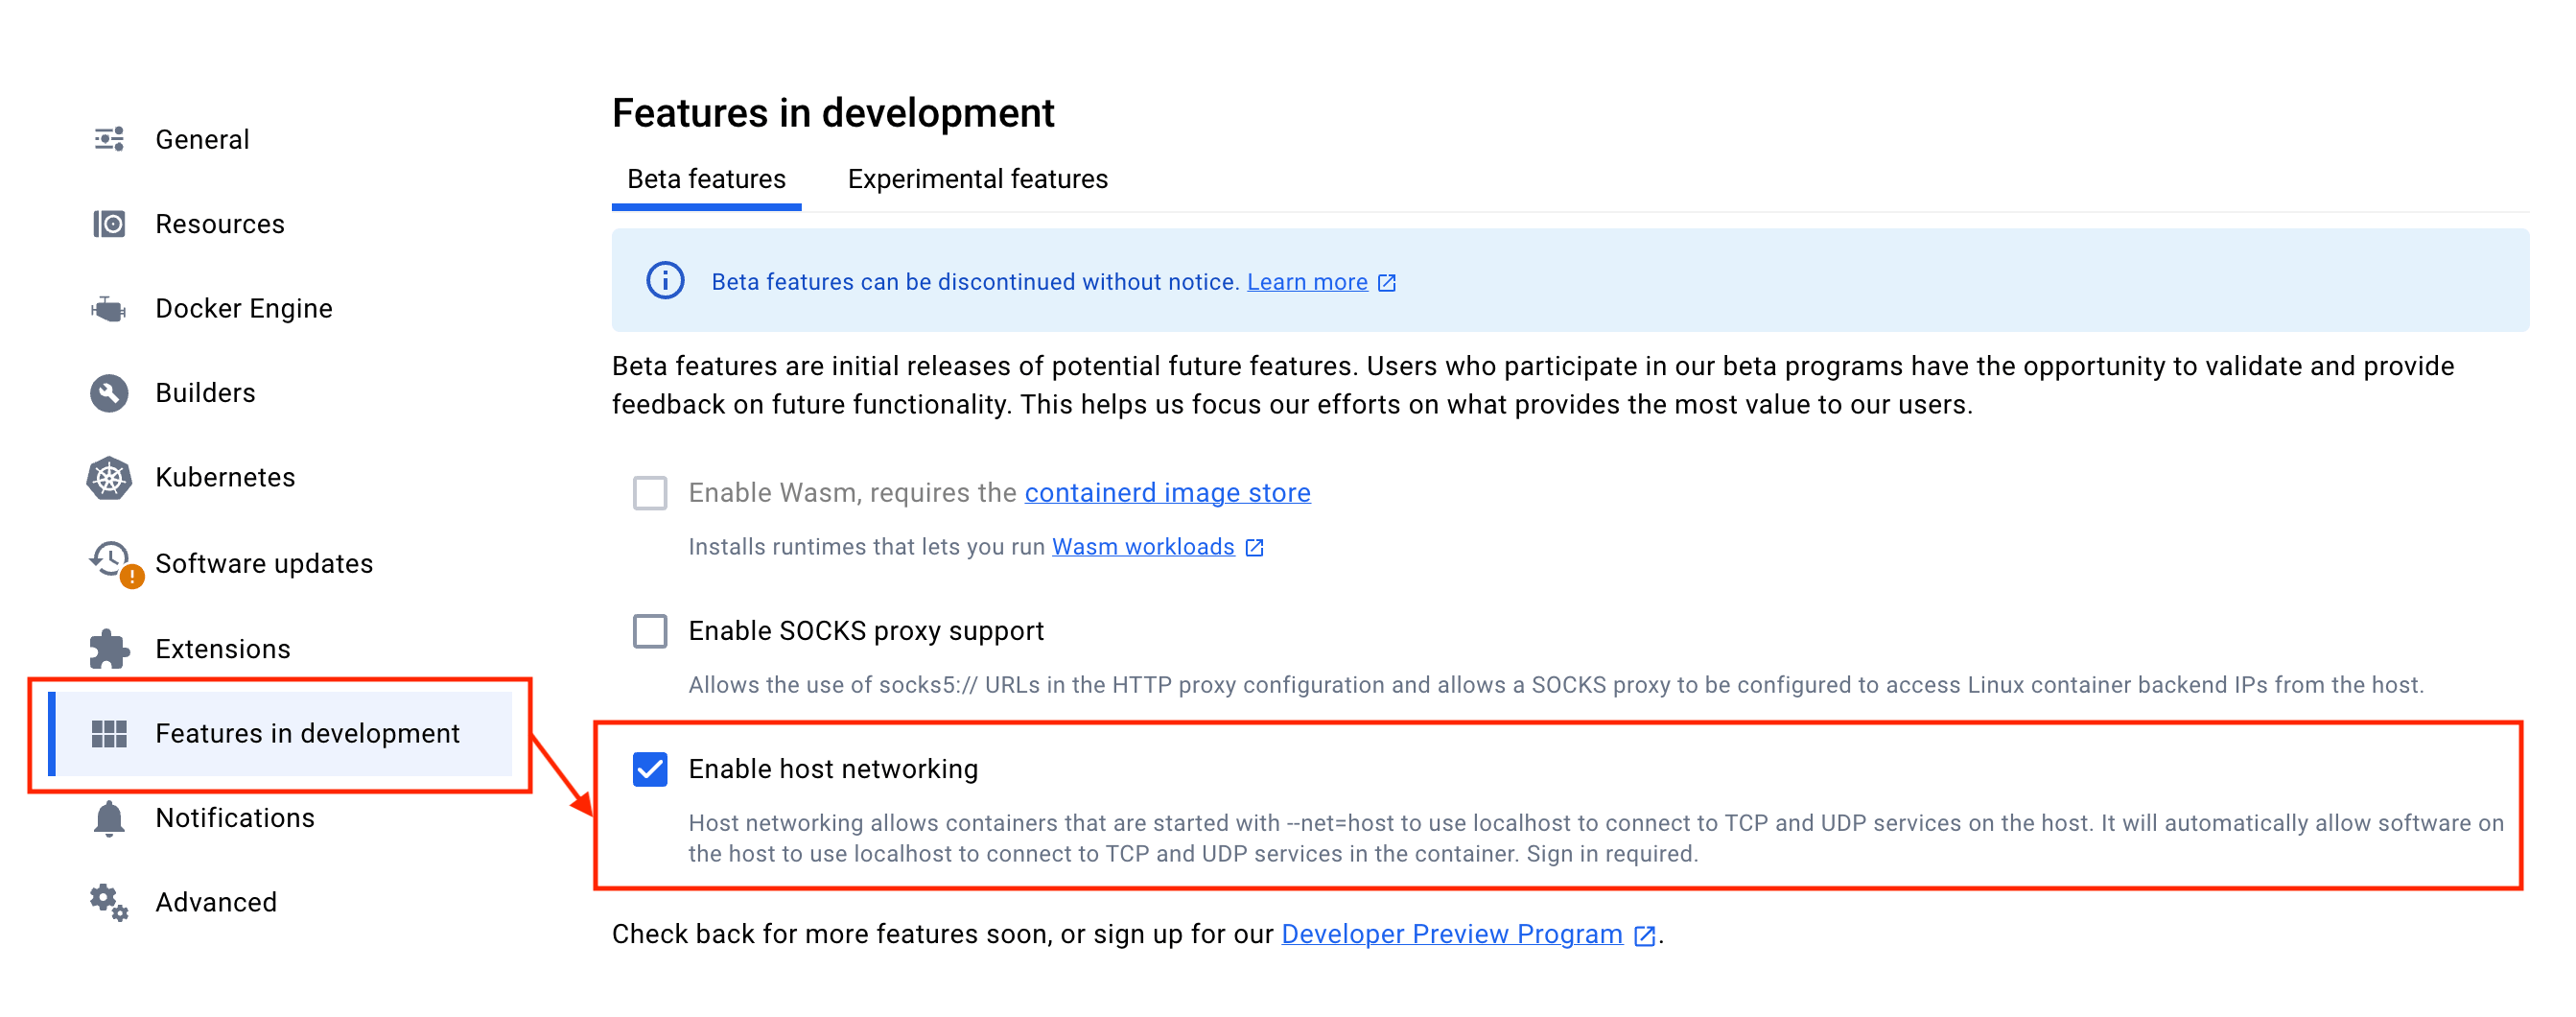 General
Resources
Docker Engine
Builders
Kubernetes
Software updates
Extensions
Features in development
Notifications
Advanced
Features in development
Beta features
Experimental features
Beta features can be discontinued without notice. Learn more
Beta features are initial releases of potential future features. Users who participate in our beta programs have the opportunity to validate and provide
feedback on future functionality. This helps us focus our efforts on what provides the most value to our users.
Enable Wasm, requires the containerd image store
Installs runtimes that lets you run Wasm workloads
Enable SOCKS proxy support
Allows the use of socks5:// URLs in the HTTP proxy configuration and allows a SOCKS proxy to be configured to access Linux container backend IPs from the host.
Enable host networking
Host networking allows containers that are started with --net=host to use localhost to connect to TCP and UDP services on the host. It will automatically allow software on
the host to use localhost to connect to TCP and UDP services in the container. Sign in required.
Check back for more features soon, or sign up for our Developer Preview Program .